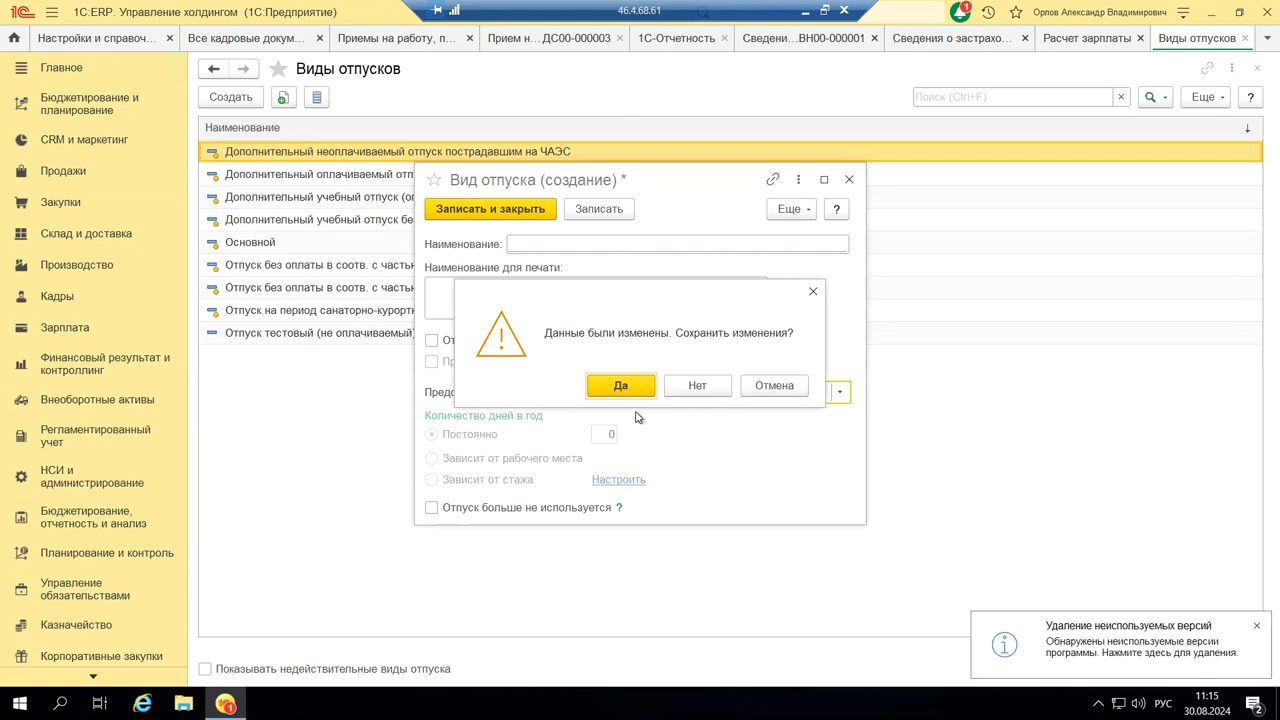 1С:ERP. Управление холдингом (1С:Предприятие)
46.4.68.61
1
Орлов Александр Владимирович
Настройки и справоч...
Все кадровые докум...
Приемы на работу, п...
Прием н...ДС00-000003
1С-Отчетность
Сведени...ВН00-000001
Сведения о застрахо...
Расчет зарплаты
Виды отпусков
Главное
Бюджетирование и
планирование
CRM и маркетинг
Продажи
Закупки
Склад и доставка
Производство
Кадры
Зарплата
Финансовый результат и
контроллинг
Внеоборотные активы
Регламентированный
учет
НСИ и
администрирование
Бюджетирование,
отчетность и анализ
Планирование и контроль
Управление
обязательствами
Казначейство
Корпоративные закупки
Виды отпусков
Создать
Поиск (Ctrl+F)
Еще
?
Наименование
Дополнительный неоплачиваемый отпуск пострадавшим на ЧАЭС
Дополнительный оплачиваемый отп
Дополнительный учебный отпуск (о
Дополнительный учебный отпуск бе
Основной
Отпуск без оплаты в соотв. с часты
Отпуск без оплаты в соотв. с часты
Отпуск на период санаторно-курорт
Отпуск тестовый (не оплачиваемый)
Вид отпуска (создание) *
Записать и закрыть
Записать
Еще
?
Наименование:
Наименование для печати:
От
Пр
Предо
Данные были изменены. Сохранить изменения?
Да
Нет
Отмена
Количество дней в год
Постоянно
0
Зависит от рабочего места
Зависит от стажа
Настроить
Отпуск больше не используется ?
Показывать недействительные виды отпуска
Удаление неиспользуемых версий
Обнаружены неиспользуемые версии
программы. Нажмите здесь для удаления.
1
РУС
11:15
30.08.2024
2